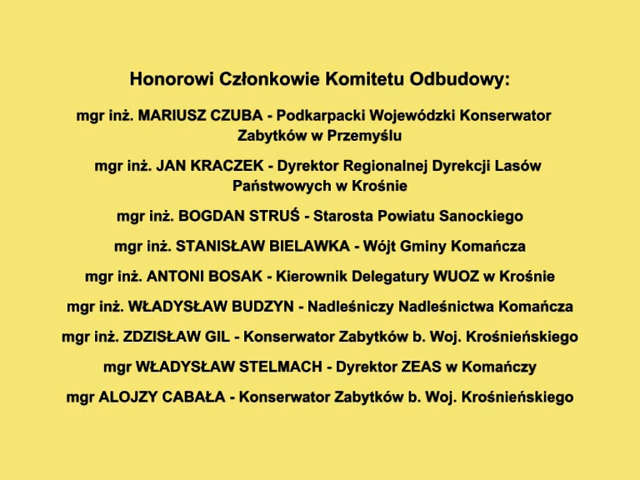 Honorowi Członkowie Komitetu Odbudowy:
mgr inż. MARIUSZ CZUBA - Podkarpacki Wojewódzki Konserwator
Zabytków w Przemyślu
mgr inż. JAN KRACZEK - Dyrektor Regionalnej Dyrekcji Lasów
Państwowych w Krośnie
mgr inż. BOGDAN STRUŚ - Starosta Powiatu Sanockiego
mgr inż. STANISŁAW BIELAWKA - Wójt Gminy Komańcza
mgr inż. ANTONI BOSAK - Kierownik Delegatury WUOZ w Krośnie
mgr inż. WŁADYSŁAW BUDZYN - Nadleśniczy Nadleśnictwa Komańcza
mgr inż. ZDZISŁAW GIL - Konserwator Zabytków b. Woj. Krośnieńskiego
mgr WŁADYSŁAW STELMACH - Dyrektor ZEAS w Komańczy
mgr ALOJZY CABAŁA - Konserwator Zabytków b. Woj. Krośnieńskiego